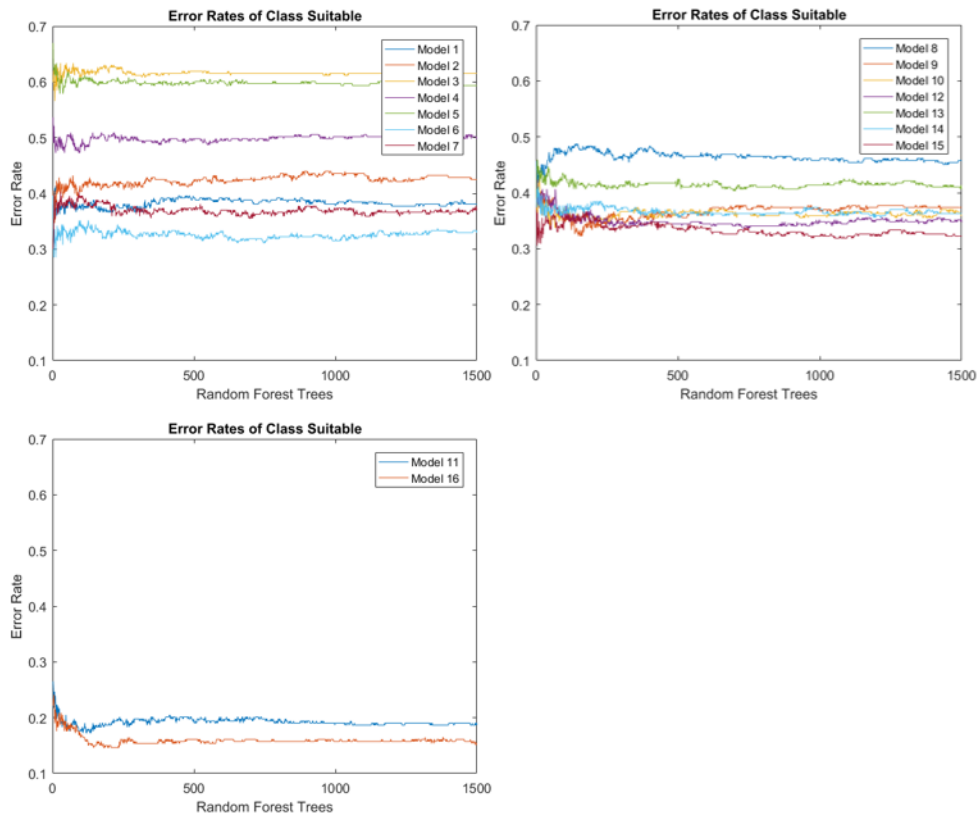 Error Rates of Class Suitable
0.7
0.6
0.5
0.4
0.3
0.2
0.1
Error Rate
0
500
1000
1500
Random Forest Trees
Model 1
Model 2
Model 3
Model 4
Model 5
Model 6
Model 7
Error Rates of Class Suitable
0.7
0.6
0.5
0.4
0.3
0.2
0.1
Error Rate
0
500
1000
1500
Random Forest Trees
Model 8
Model 9
Model 10
Model 12
Model 13
Model 14
Model 15
Error Rates of Class Suitable
0.7
0.6
0.5
0.4
0.3
0.2
0.1
Error Rate
0
500
1000
1500
Random Forest Trees
Model 11
Model 16